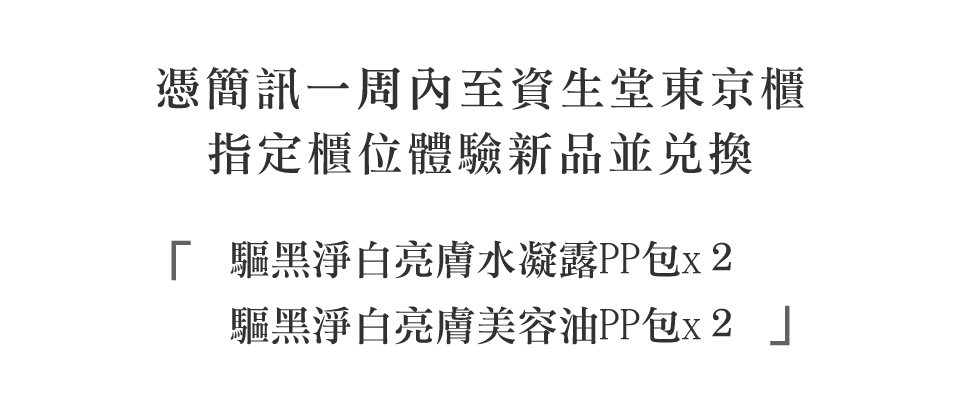 憑簡訊一周內至資生堂東京櫃
指定櫃位體驗新品並兌換
「 驅黑淨白亮膚水凝露PP包x 2
驅黑淨白亮膚美容油PP包x 2 」